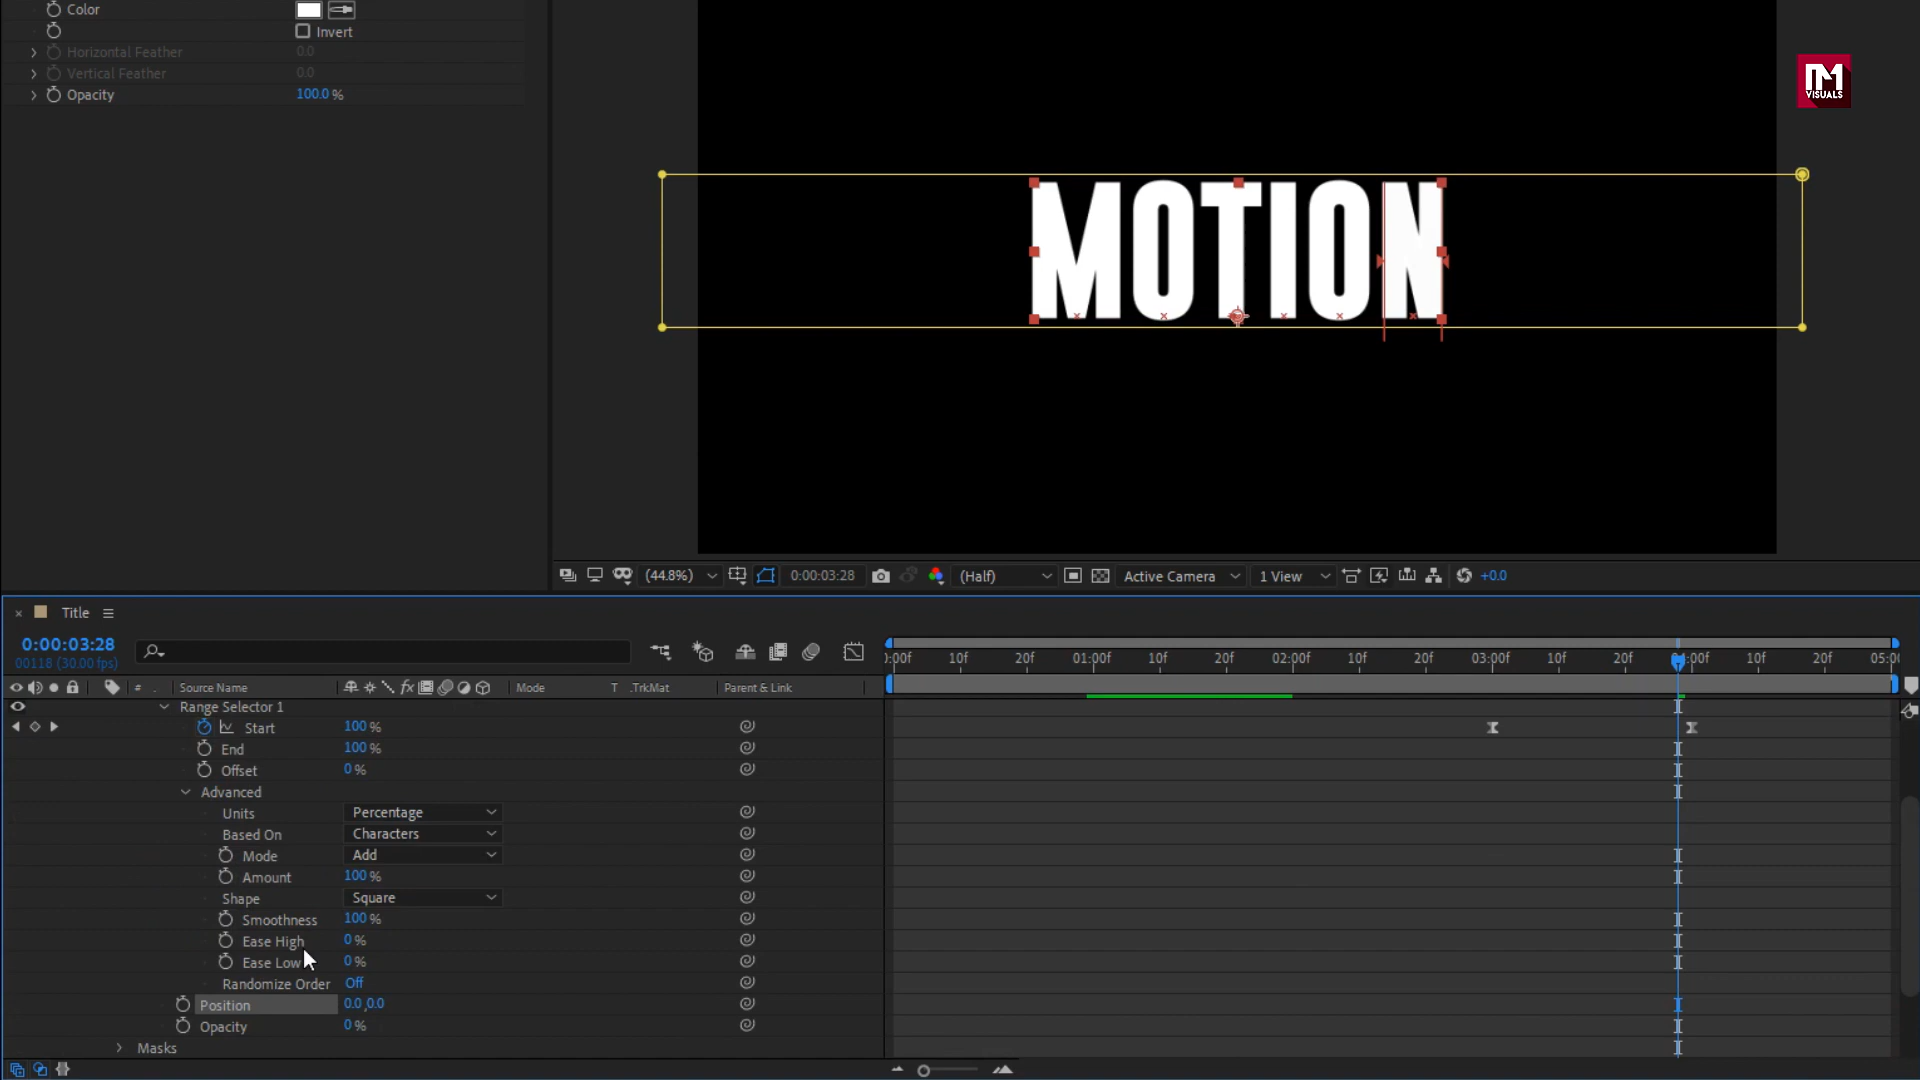 Color
Invert
Horizontal Feather 0.0
Vertical Feather 0.0
Opacity 100.0 %
M VISUALS
MOTION
(44.8%) 0:00:03:28 (Half) Active Camera 1 View +0.0
Title
0:00:03:28
00118 (30.00 fps)
:00f 10f 20f 01:00f 10f 20f 02:00f 10f 20f 03:00f 10f 20f :00f 10f 20f 05:0
# Source Name Mode T .TrkMat Parent & Link
Range Selector 1
Start 100 %
End 100 %
Offset 0 %
Advanced
Units Percentage
Based On Characters
Mode Add
Amount 100 %
Shape Square
Smoothness 100 %
Ease High 0 %
Ease Low 0 %
Randomize Order Off
Position 0.0 ,0.0
Opacity 0 %
Masks